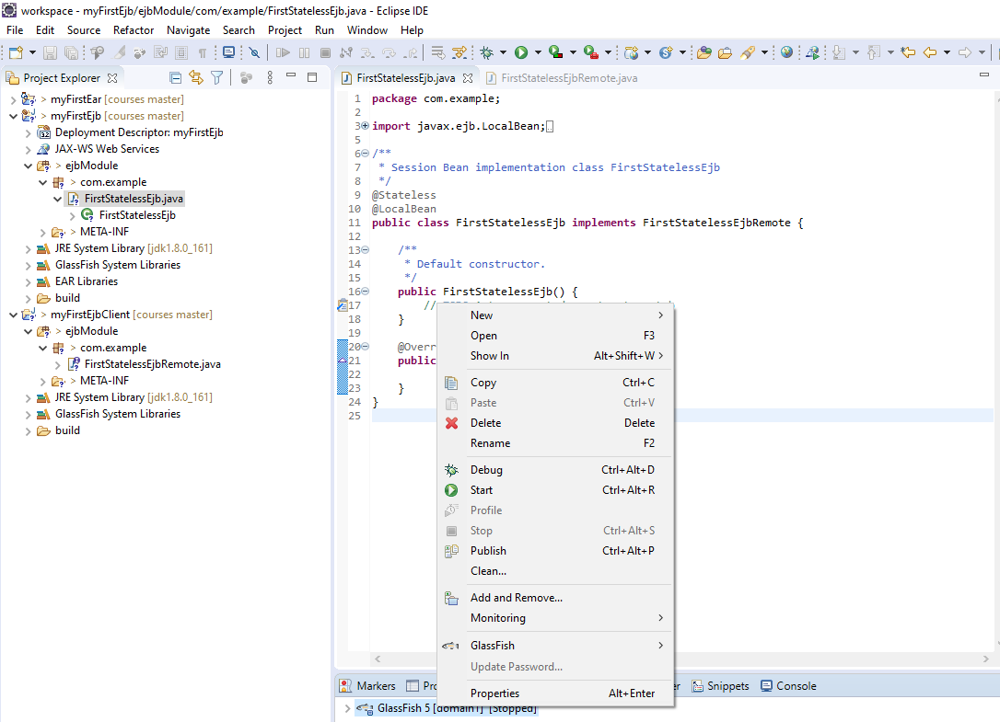 workspace - myFirstEjb/ejbModule/com/example/FirstStatelessEjb.java - Eclipse IDE
File Edit Source Refactor Navigate Search Project Run Window Help
Project Explorer
myFirstEar [courses master]
myFirstEjb [courses master]
Deployment Descriptor: myFirstEjb
JAX-WS Web Services
ejbModule
com.example
FirstStatelessEjb.java
FirstStatelessEjb
META-INF
JRE System Library [jdk1.8.0_161]
GlassFish System Libraries
EAR Libraries
build
myFirstEjbClient [courses master]
ejbModule
com.example
FirstStatelessEjbRemote.java
META-INF
JRE System Library [jdk1.8.0_161]
GlassFish System Libraries
build
FirstStatelessEjb.java FirstStatelessEjbRemote.java
1 package com.example;
2
3 import javax.ejb.LocalBean;
5
6 /**
7 * Session Bean implementation class FirstStatelessEjb
8 */
9 @Stateless
10 @LocalBean
11 public class FirstStatelessEjb implements FirstStatelessEjbRemote {
12
13 /**
14 * Default constructor.
15 */
16 public FirstStatelessEjb() {
17 //
18 }
19
20 @Overr
21 public
22
23 }
24 }
25
New
Open F3
Show In Alt+Shift+W
Copy Ctrl+C
Paste Ctrl+V
Delete Delete
Rename F2
Debug Ctrl+Alt+D
Start Ctrl+Alt+R
Profile
Stop Ctrl+Alt+S
Publish Ctrl+Alt+P
Clean...
Add and Remove...
Monitoring
GlassFish
Update Password...
Properties Alt+Enter
Markers Pro er Snippets Console
GlassFish 5 [domain1] [Stopped]